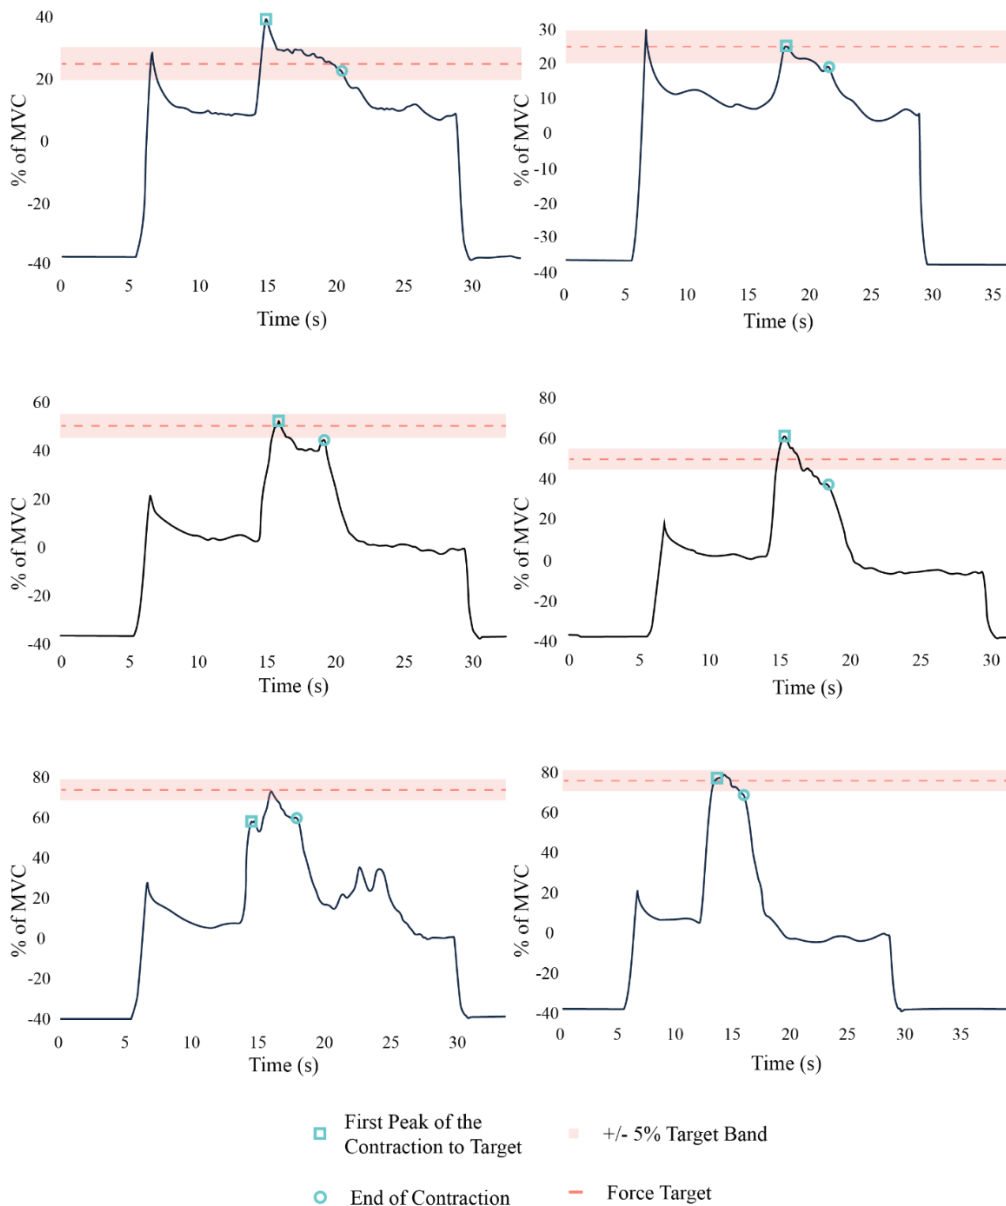 40
20
0
-20
-40
% of MVC
0 5 10 15 20 25 30
Time (s)
30
20
10
0
-10
-20
-30
-40
% of MVC
0 5 10 15 20 25 30 35
Time (s)
60
40
20
0
-20
-40
% of MVC
0 5 10 15 20 25 30
Time (s)
80
60
40
20
0
-20
-40
% of MVC
0 5 10 15 20 25 30
Time (s)
80
60
40
20
0
-20
-40
% of MVC
0 5 10 15 20 25 30
Time (s)
80
60
40
20
0
-20
-40
% of MVC
0 5 10 15 20 25 30 35
Time (s)
First Peak of the
Contraction to Target
+/- 5% Target Band
End of Contraction
Force Target